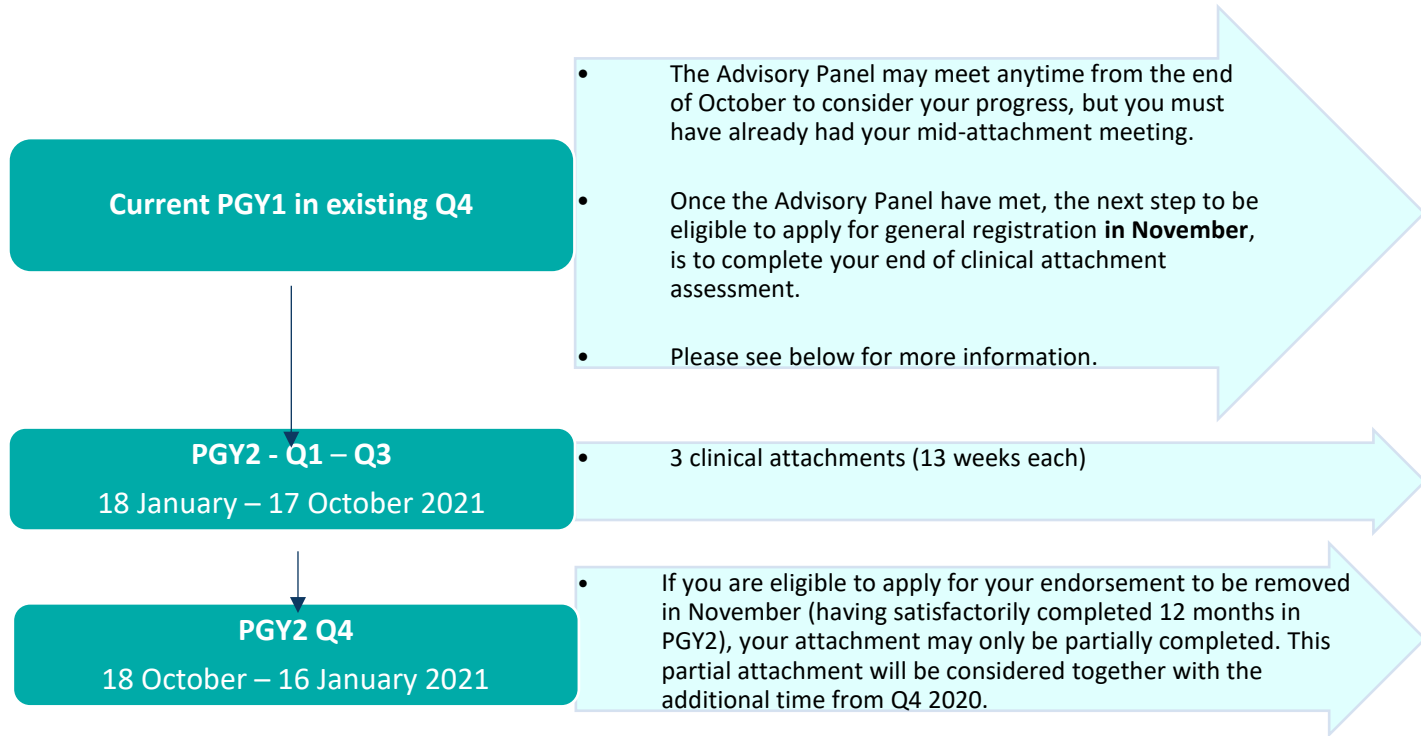 Current PGY1 in existing Q4
• The Advisory Panel may meet anytime from the end
of October to consider your progress, but you must
have already had your mid-attachment meeting.
• Once the Advisory Panel have met, the next step to be
eligible to apply for general registration in November,
is to complete your end of clinical attachment
assessment.
• Please see below for more information.
PGY2 - Q1 – Q3
18 January – 17 October 2021
• 3 clinical attachments (13 weeks each)
PGY2 Q4
18 October – 16 January 2021
• If you are eligible to apply for your endorsement to be removed
in November (having satisfactorily completed 12 months in
PGY2), your attachment may only be partially completed. This
partial attachment will be considered together with the
additional time from Q4 2020.